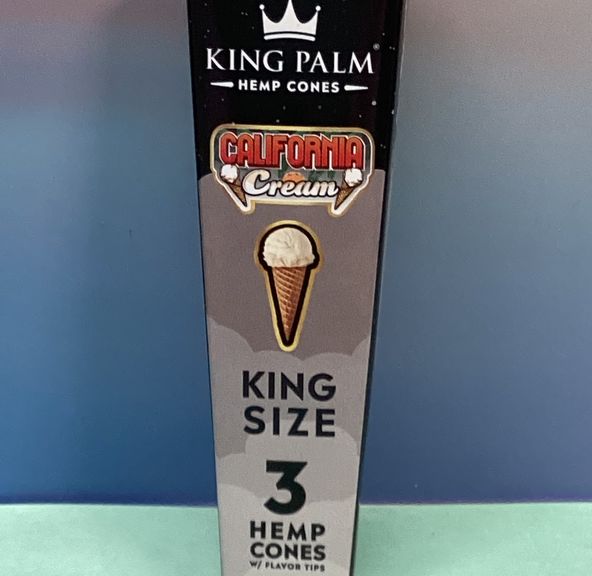 KING PALM®
HEMP CONES
CALIFORNIA
Cream
KING
SIZE
3
HEMP
CONES
W/ FLAVOR TIPS